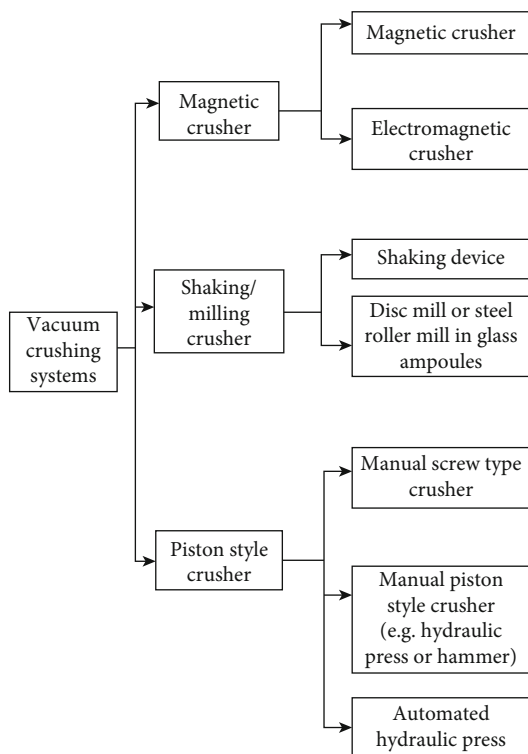 Vacuum
crushing
systems
Magnetic
crusher
Magnetic crusher
Electromagnetic
crusher
Shaking/
milling
crusher
Shaking device
Disc mill or steel
roller mill in glass
ampoules
Piston style
crusher
Manual screw type
crusher
Manual piston
style crusher
(e.g. hydraulic
press or hammer)
Automated
hydraulic press